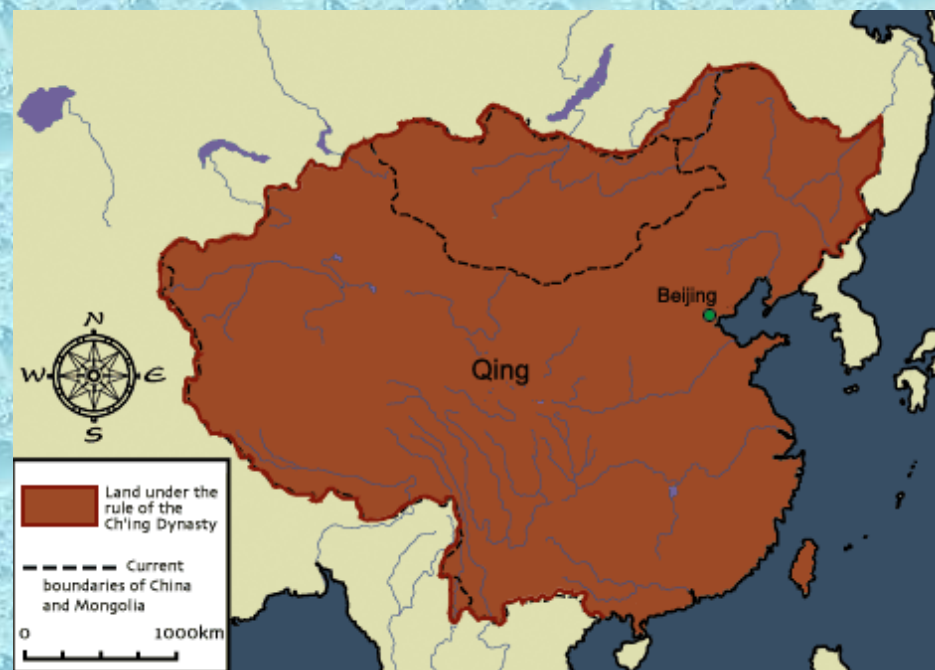 Beijing
Qing
N
W E
S
Land under the
rule of the
Ch'ing Dynasty
Current
boundaries of China
and Mongolia
0 1000km